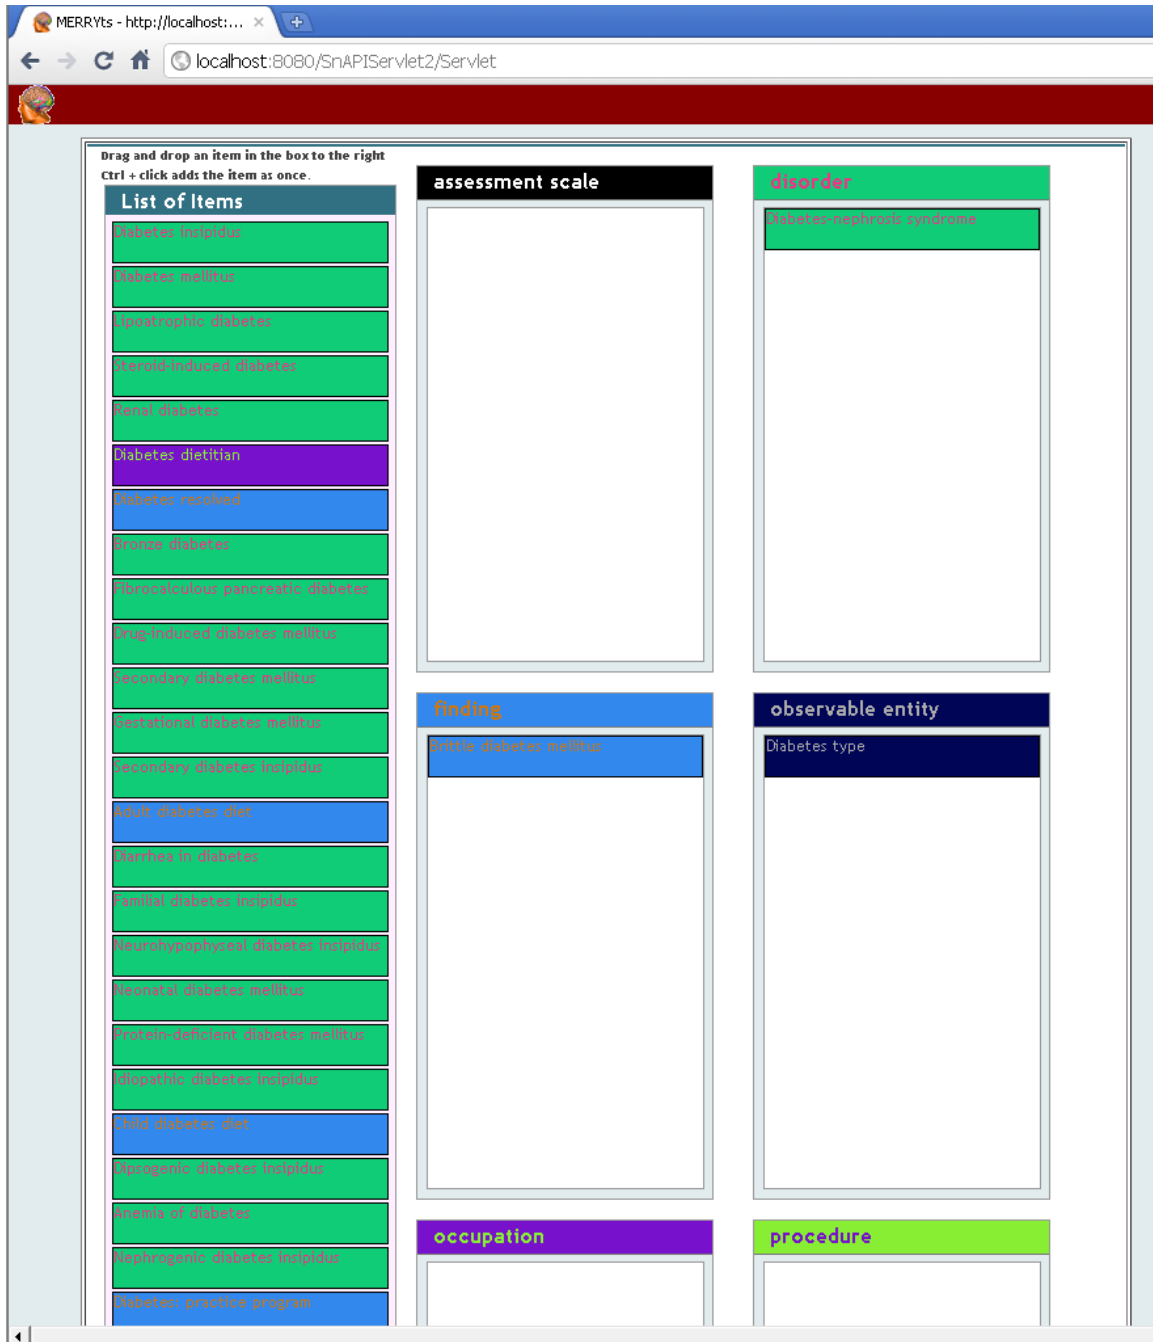 MERRYts - http://localhost:... ×
localhost:8080/SnAPIServlet2/Servlet
Drag and drop an item in the box to the right
Ctrl + click adds the item as once.
List of Items
Diabetes insipidus
Diabetes mellitus
Lipoatrophic diabetes
Steroid-induced diabetes
Renal diabetes
Diabetes dietitian
Diabetes resolved
Bronze diabetes
Fibrocalculous pancreatic diabetes
Drug-induced diabetes mellitus
Secondary diabetes mellitus
Gestational diabetes mellitus
Secondary diabetes insipidus
Adult diabetes diet
Diarrhea in diabetes
Familial diabetes insipidus
Neurohypophyseal diabetes insipidus
Neonatal diabetes mellitus
Protein-deficient diabetes mellitus
Idiopathic diabetes insipidus
Child diabetes diet
Dipsogenic diabetes insipidus
Anemia of diabetes
Nephrogenic diabetes insipidus
Diabetes: practice program
assessment scale
disorder
Diabetes-nephrosis syndrome
finding
Brittle diabetes mellitus
observable entity
Diabetes type
occupation
procedure